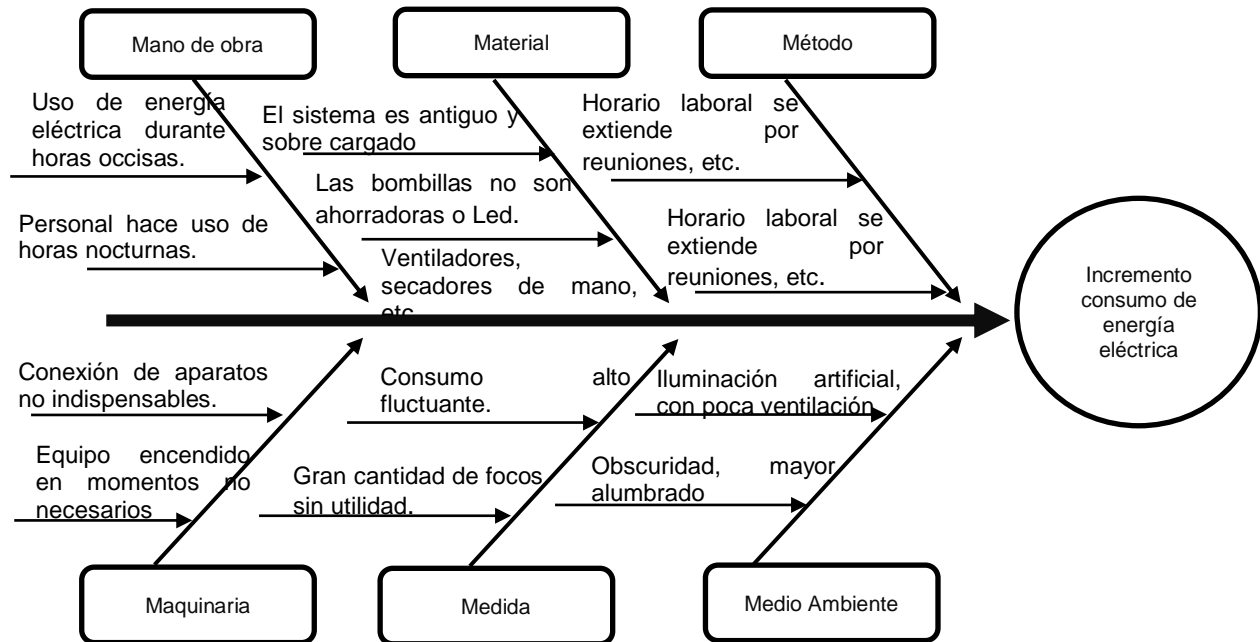 Mano de obra
Material
Método
Uso de energía
eléctrica durante
horas occisas.
Personal hace uso de
horas nocturnas.
El sistema es antiguo y
sobre cargado
Las bombillas no son
ahorradoras o Led.
Ventiladores,
secadores de mano,
etc
Horario laboral se
extiende por
reuniones, etc.
Horario laboral se
extiende por
reuniones, etc.
Incremento
consumo de
energía
eléctrica
Conexión de aparatos
no indispensables.
Equipo encendido
en momentos no
necesarios
Consumo alto
fluctuante.
Gran cantidad de focos
sin utilidad.
Iluminación artificial,
con poca ventilación
Obscuridad, mayor
alumbrado
Maquinaria
Medida
Medio Ambiente